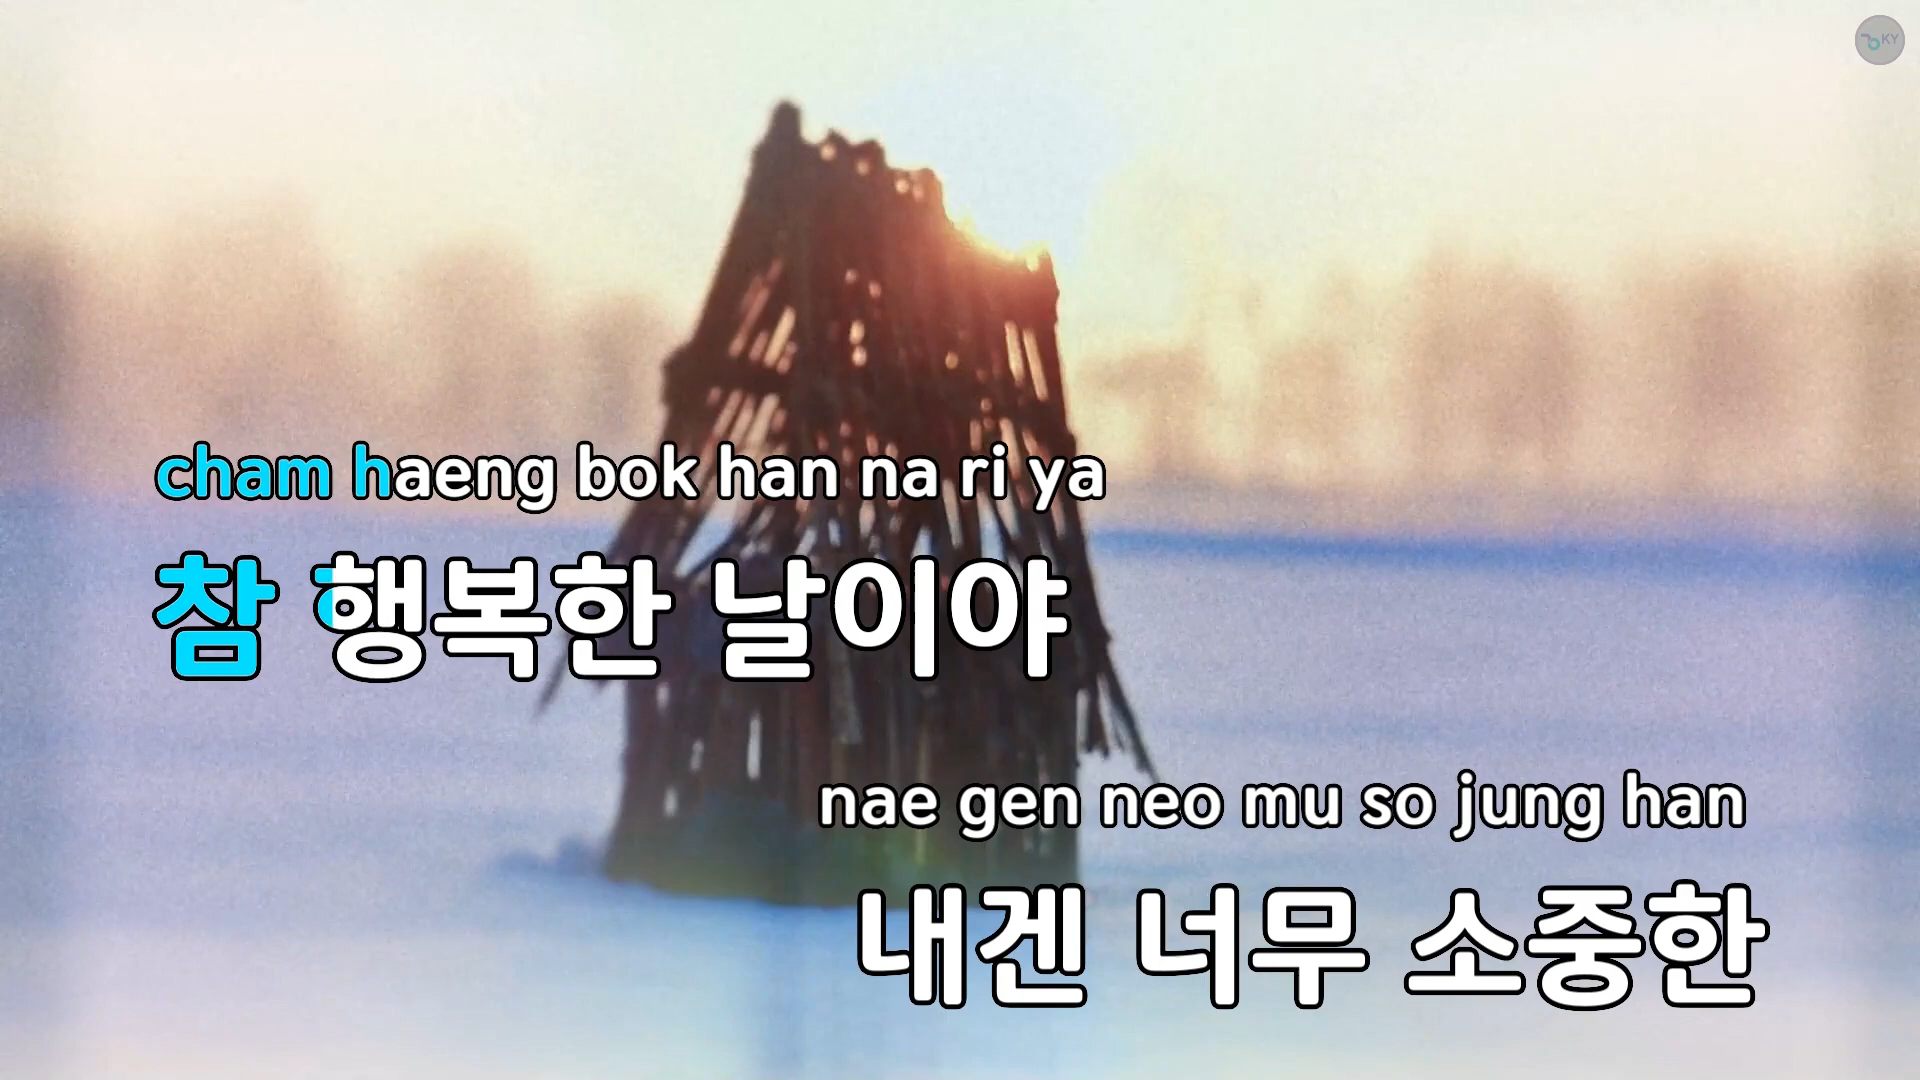 KY
cham haeng bok han na ri ya
참 행복한 날이야
nae gen neo mu so jung han
내겐 너무 소중한